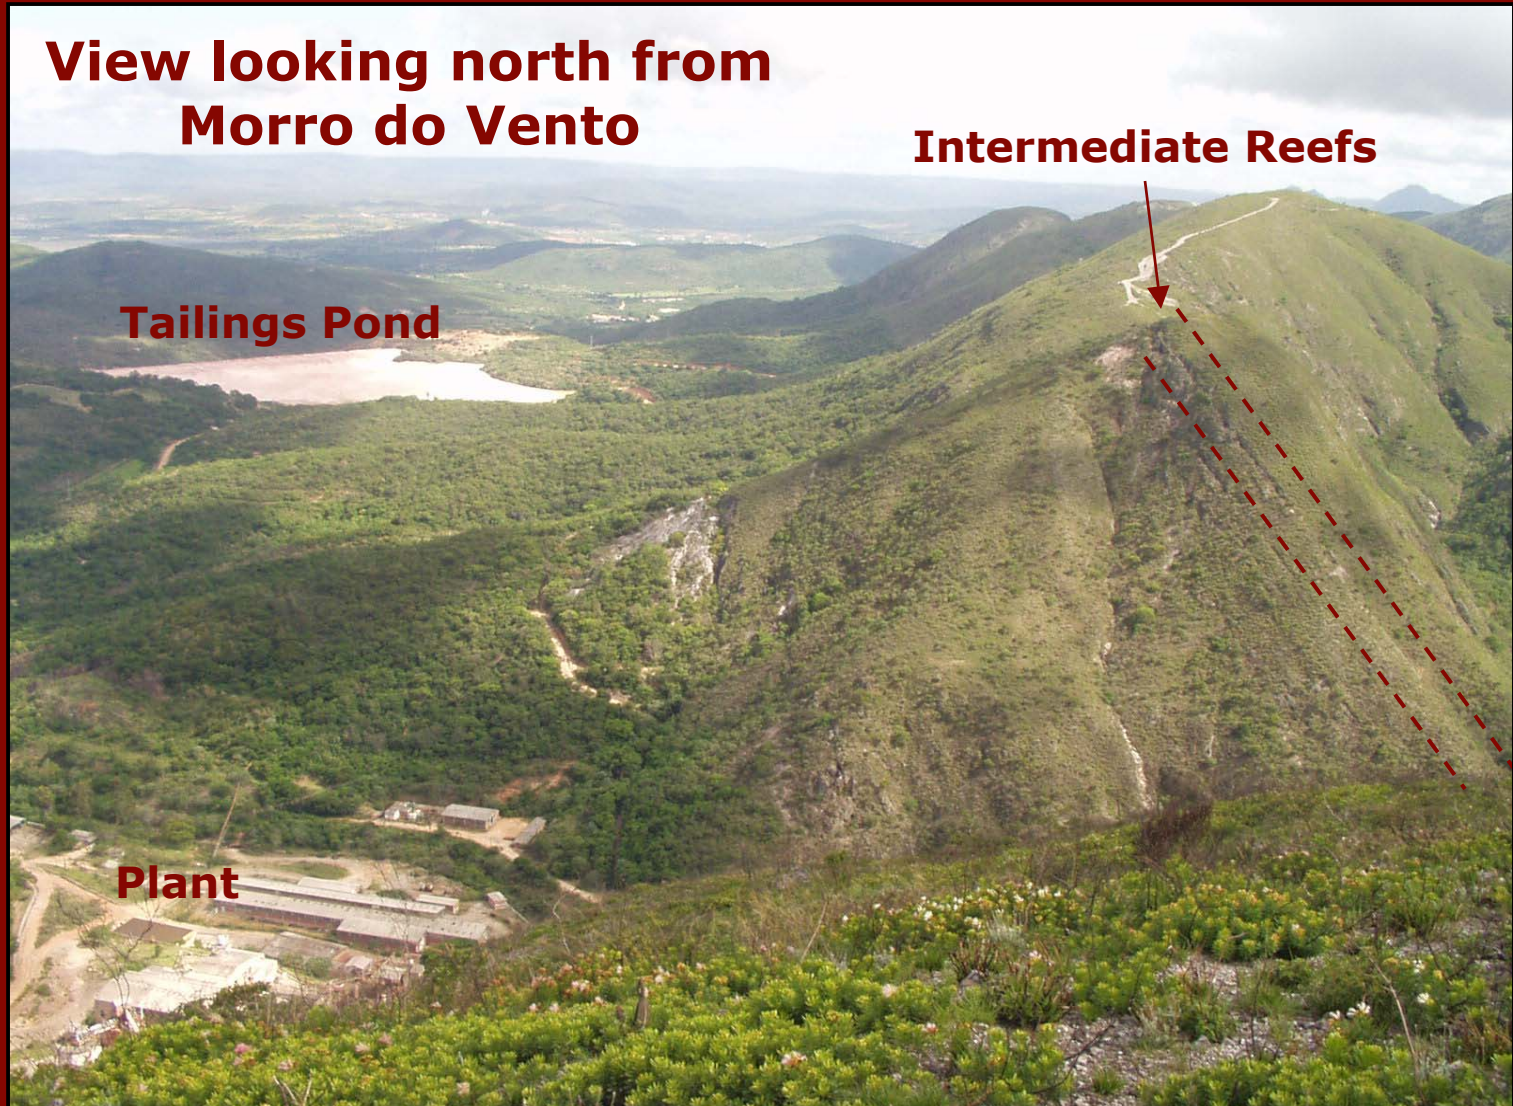 View looking north from
Morro do Vento
Intermediate Reefs
Tailings Pond
Plant